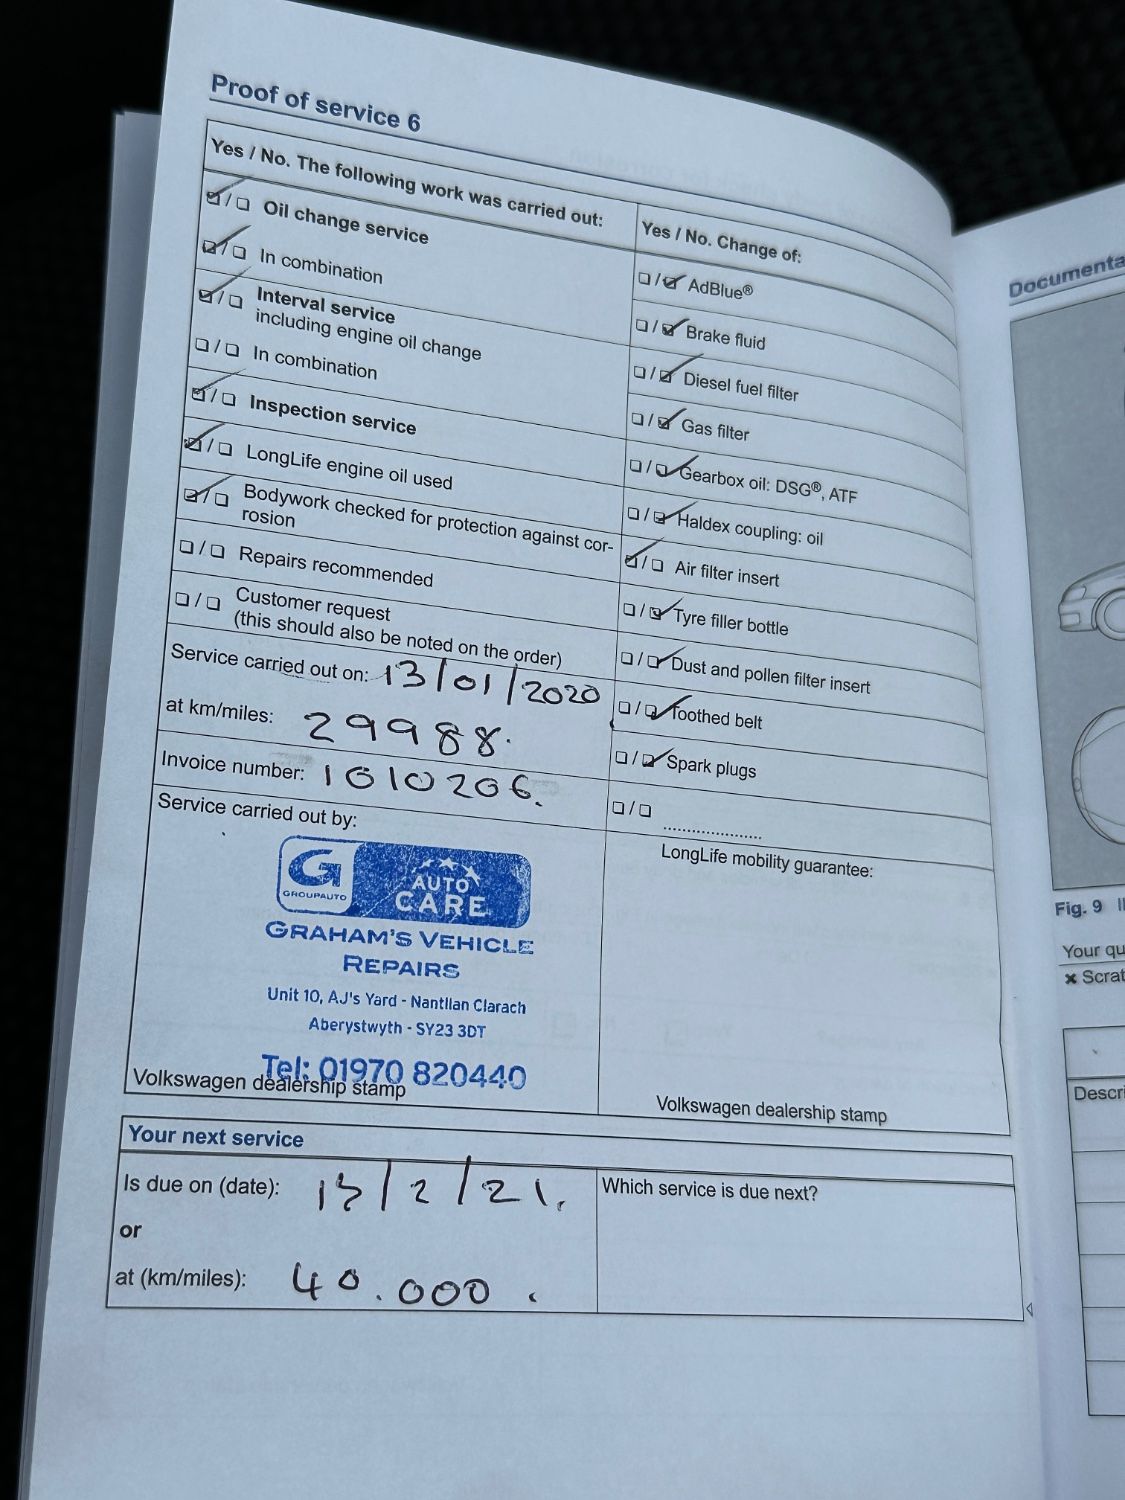 Proof of service 6
Yes / No. The following work was carried out:
Oil change service
In combination
Interval service
including engine oil change
In combination
Inspection service
LongLife engine oil used
Bodywork checked for protection against cor-
rosion
Repairs recommended
Customer request
(this should also be noted on the order)
Service carried out on: 13/01/2020
at km/miles: 29988.
Invoice number: 1010206.
Service carried out by:
G
GROUPAUTO
AUTO
CARE
GRAHAM'S VEHICLE
REPAIRS
Unit 10, AJ's Yard - Nantllan Clarach
Aberystwyth - SY23 3DT
Tel: 01970 820440
Volkswagen dealership stamp
Yes / No. Change of:
AdBlue®
Brake fluid
Diesel fuel filter
Gas filter
Gearbox oil: DSG®, ATF
Haldex coupling: oil
Air filter insert
Tyre filler bottle
Dust and pollen filter insert
Toothed belt
Spark plugs
....................
LongLife mobility guarantee:
Volkswagen dealership stamp
Your next service
Is due on (date): /2/21.
or
at (km/miles): 40.000.
Which service is due next?
Documenta
Fig. 9
Your qu
× Scrat
Descri